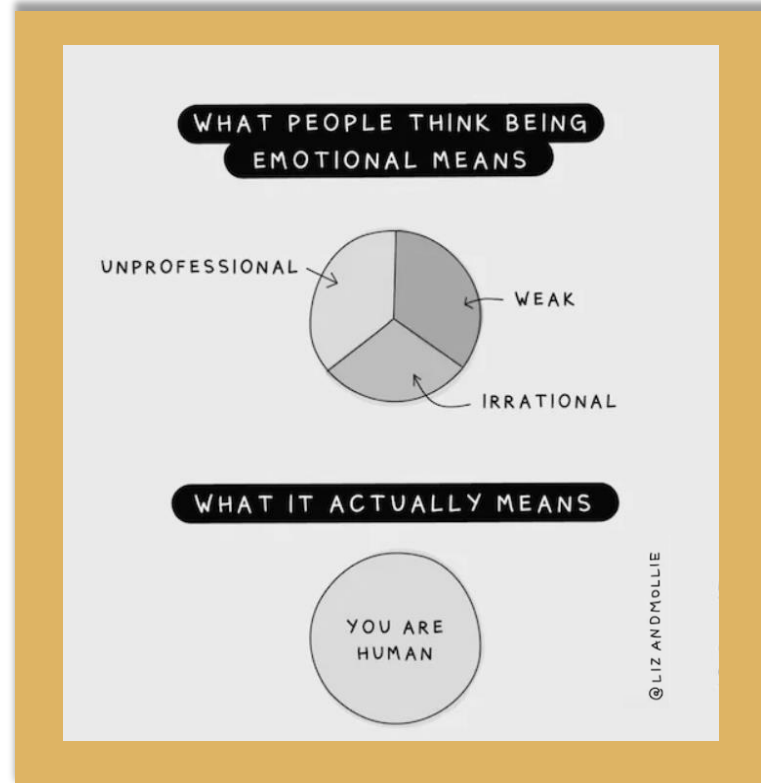 WHAT PEOPLE THINK BEING
EMOTIONAL MEANS
UNPROFESSIONAL
WEAK
IRRATIONAL
WHAT IT ACTUALLY MEANS
YOU ARE
HUMAN
@LIZANDMOLLIE